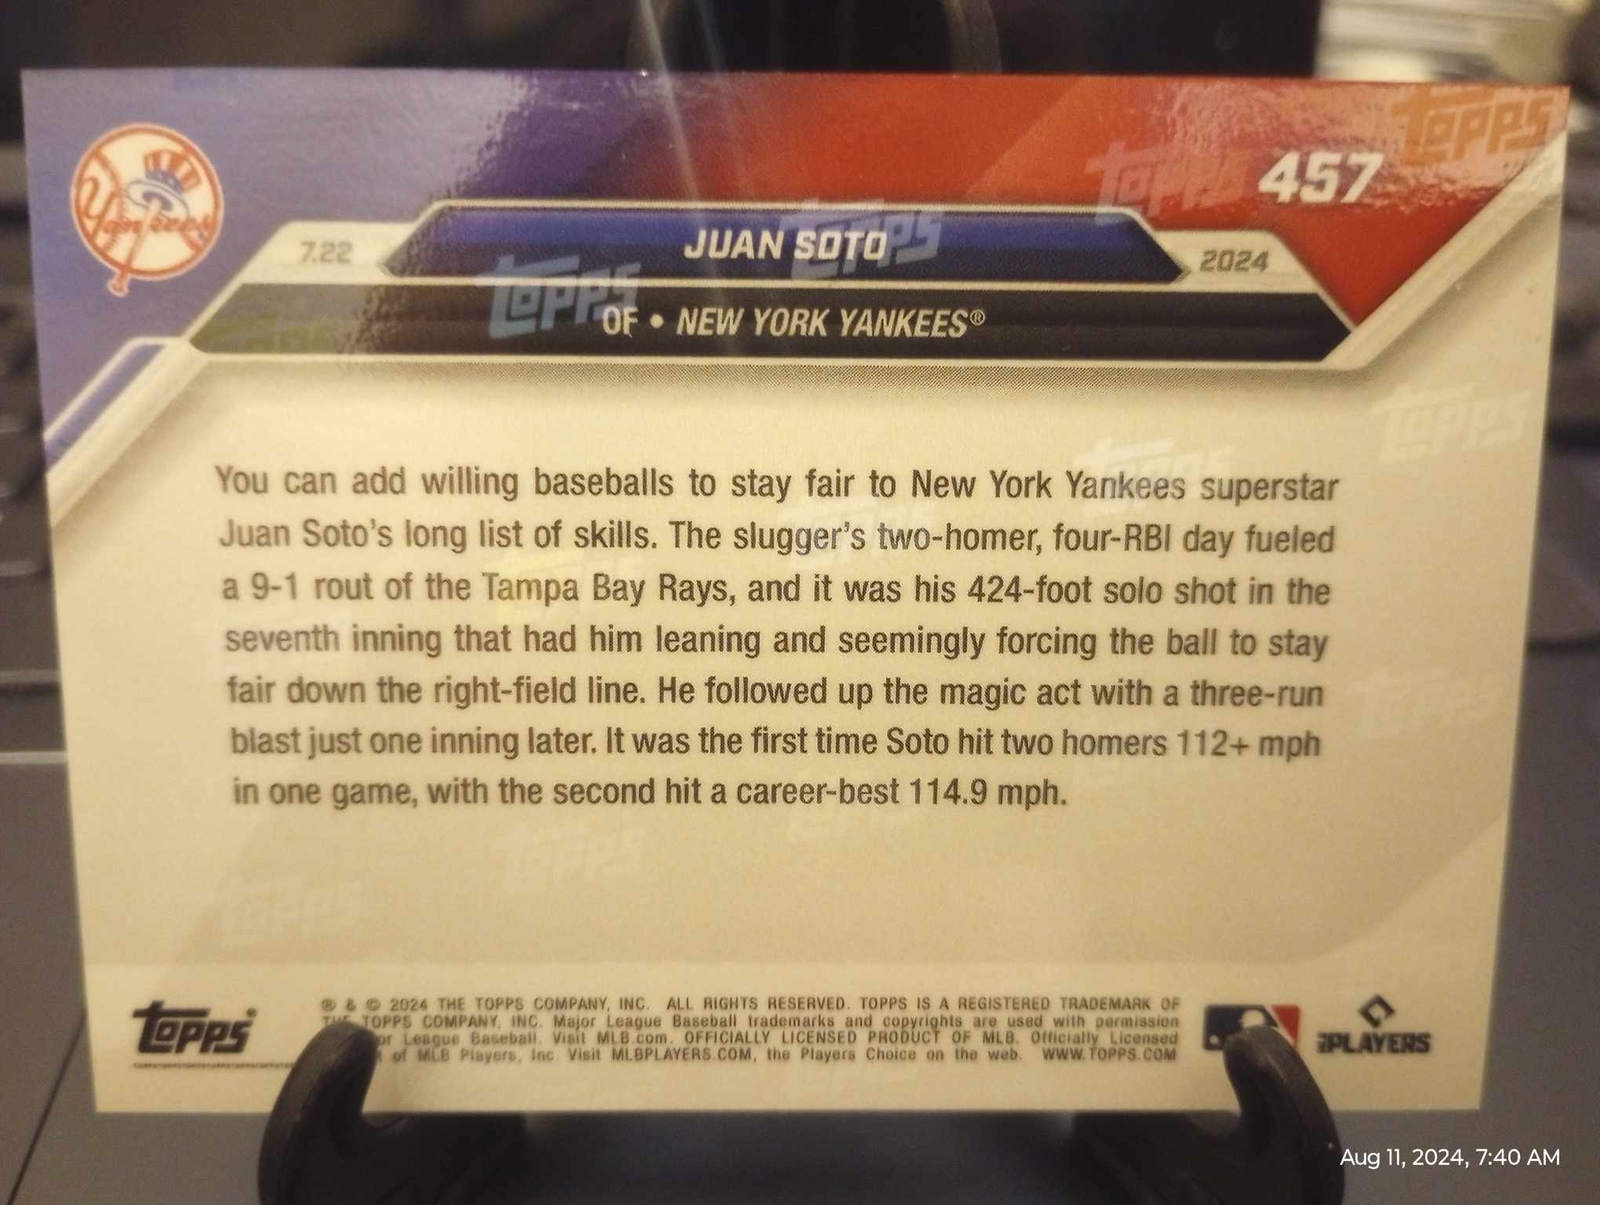 Yankees
457
7.22
JUAN SOTO
2024
OF • NEW YORK YANKEES®
You can add willing baseballs to stay fair to New York Yankees superstar
Juan Soto's long list of skills. The slugger's two-homer, four-RBI day fueled
a 9-1 rout of the Tampa Bay Rays, and it was his 424-foot solo shot in the
seventh inning that had him leaning and seemingly forcing the ball to stay
fair down the right-field line. He followed up the magic act with a three-run
blast just one inning later. It was the first time Soto hit two homers 112+ mph
in one game, with the second hit a career-best 114.9 mph.
topps®
® & © 2024 THE TOPPS COMPANY, INC. ALL RIGHTS RESERVED. TOPPS IS A REGISTERED TRADEMARK OF
THE TOPPS COMPANY, INC. Major League Baseball trademarks and copyrights are used with permission
or League Baseball. Visit MLB.com. OFFICIALLY LICENSED PRODUCT OF MLB. Officially Licensed
of MLB Players, Inc. Visit MLBPLAYERS.COM, the Players Choice on the web. WWW.TOPPS.COM
PLAYERS
Aug 11, 2024, 7:40 AM